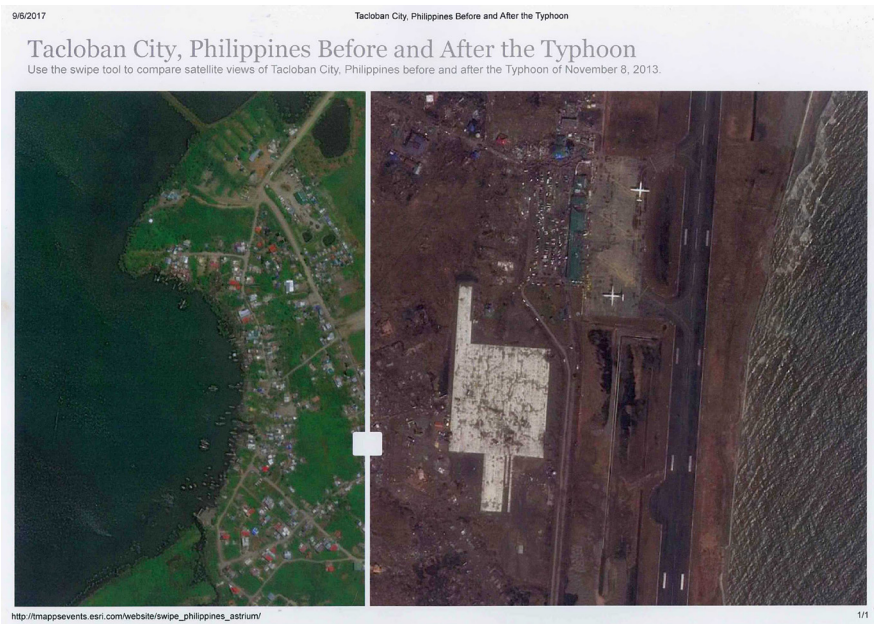 9/6/2017
Tacloban City, Philippines Before and After the Typhoon
Tacloban City, Philippines Before and After the Typhoon
Use the swipe tool to compare satellite views of Tacloban City, Philippines before and after the Typhoon of November 8, 2013.
http://tmappsevents.esri.com/website/swipe_philippines_astrium/
1/1